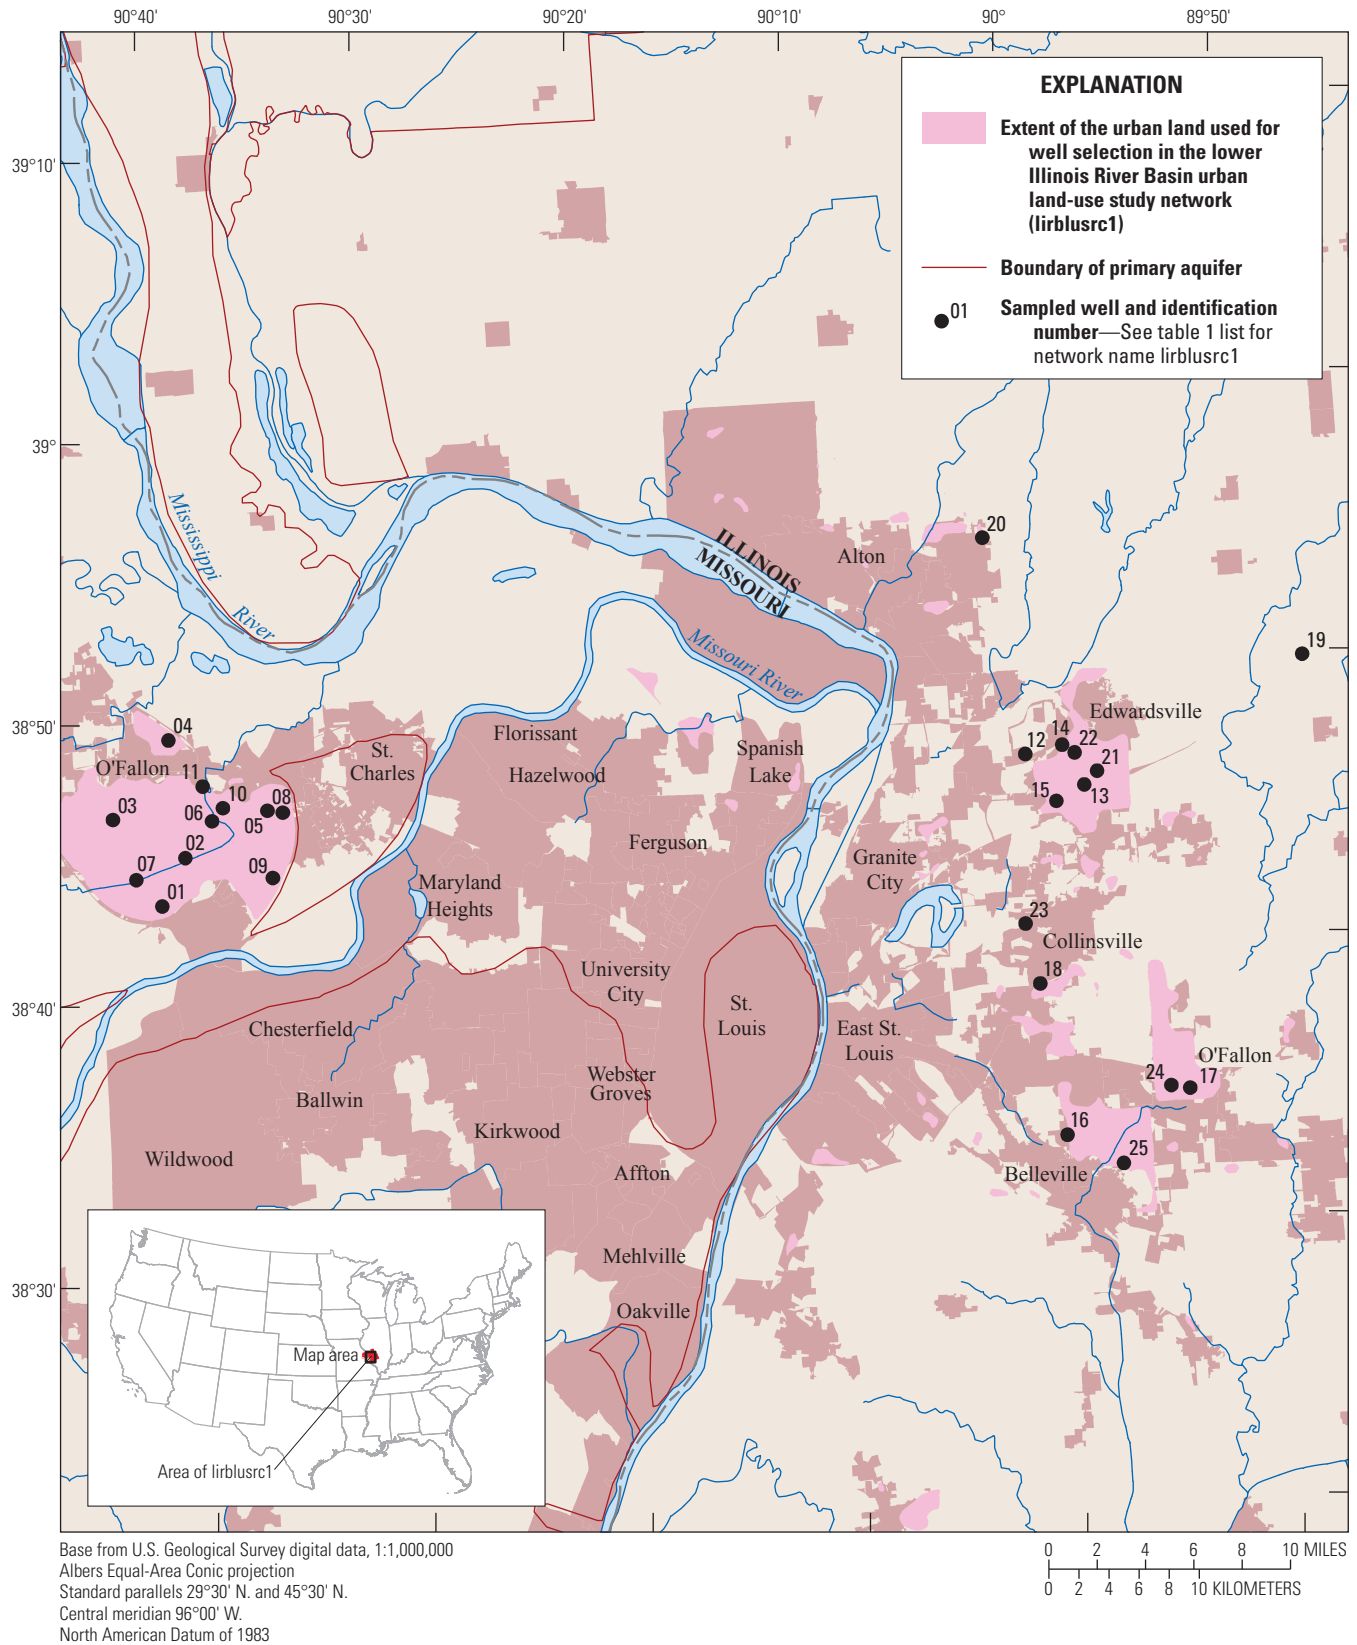 90°40'
90°30'
90°20'
90°10'
90°
89°50'
EXPLANATION
Extent of the urban land used for
well selection in the lower
Illinois River Basin urban
land-use study network
(lirblusrc1)
Boundary of primary aquifer
01
Sampled well and identification
number—See table 1 list for
network name lirblusrc1
39°10'
39°
38°50'
38°40'
38°30'
Mississippi
River
ILLINOIS
MISSOURI
Missouri River
Alton
20
19
Edwardsville
12
14
22
21
15
13
04
O'Fallon
11
10
08
03
06
05
02
07
09
01
St.
Charles
Florissant
Hazelwood
Spanish
Lake
Ferguson
Granite
City
Maryland
Heights
23
Collinsville
18
University
City
St.
Louis
East St.
Louis
Chesterfield
O'Fallon
24
17
Webster
Groves
Ballwin
Kirkwood
16
25
Belleville
Wildwood
Affton
Mehlville
Oakville
Map area
Area of lirblusrc1
Base from U.S. Geological Survey digital data, 1:1,000,000
Albers Equal-Area Conic projection
Standard parallels 29°30' N. and 45°30' N.
Central meridian 96°00' W.
North American Datum of 1983
0 2 4 6 8 10 MILES
0 2 4 6 8 10 KILOMETERS